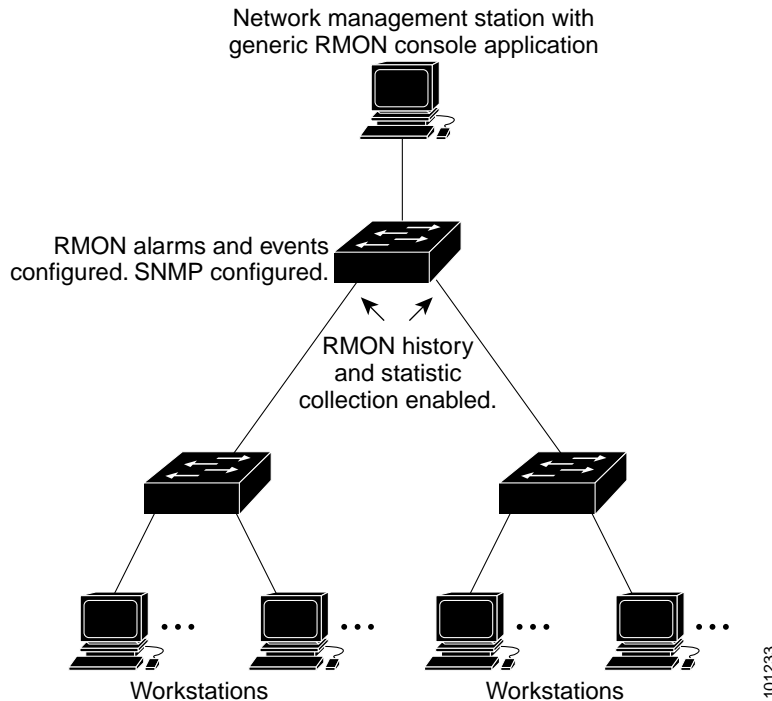 Network management station with
generic RMON console application
RMON alarms and events
configured. SNMP configured.
RMON history
and statistic
collection enabled.
Workstations
Workstations
101233